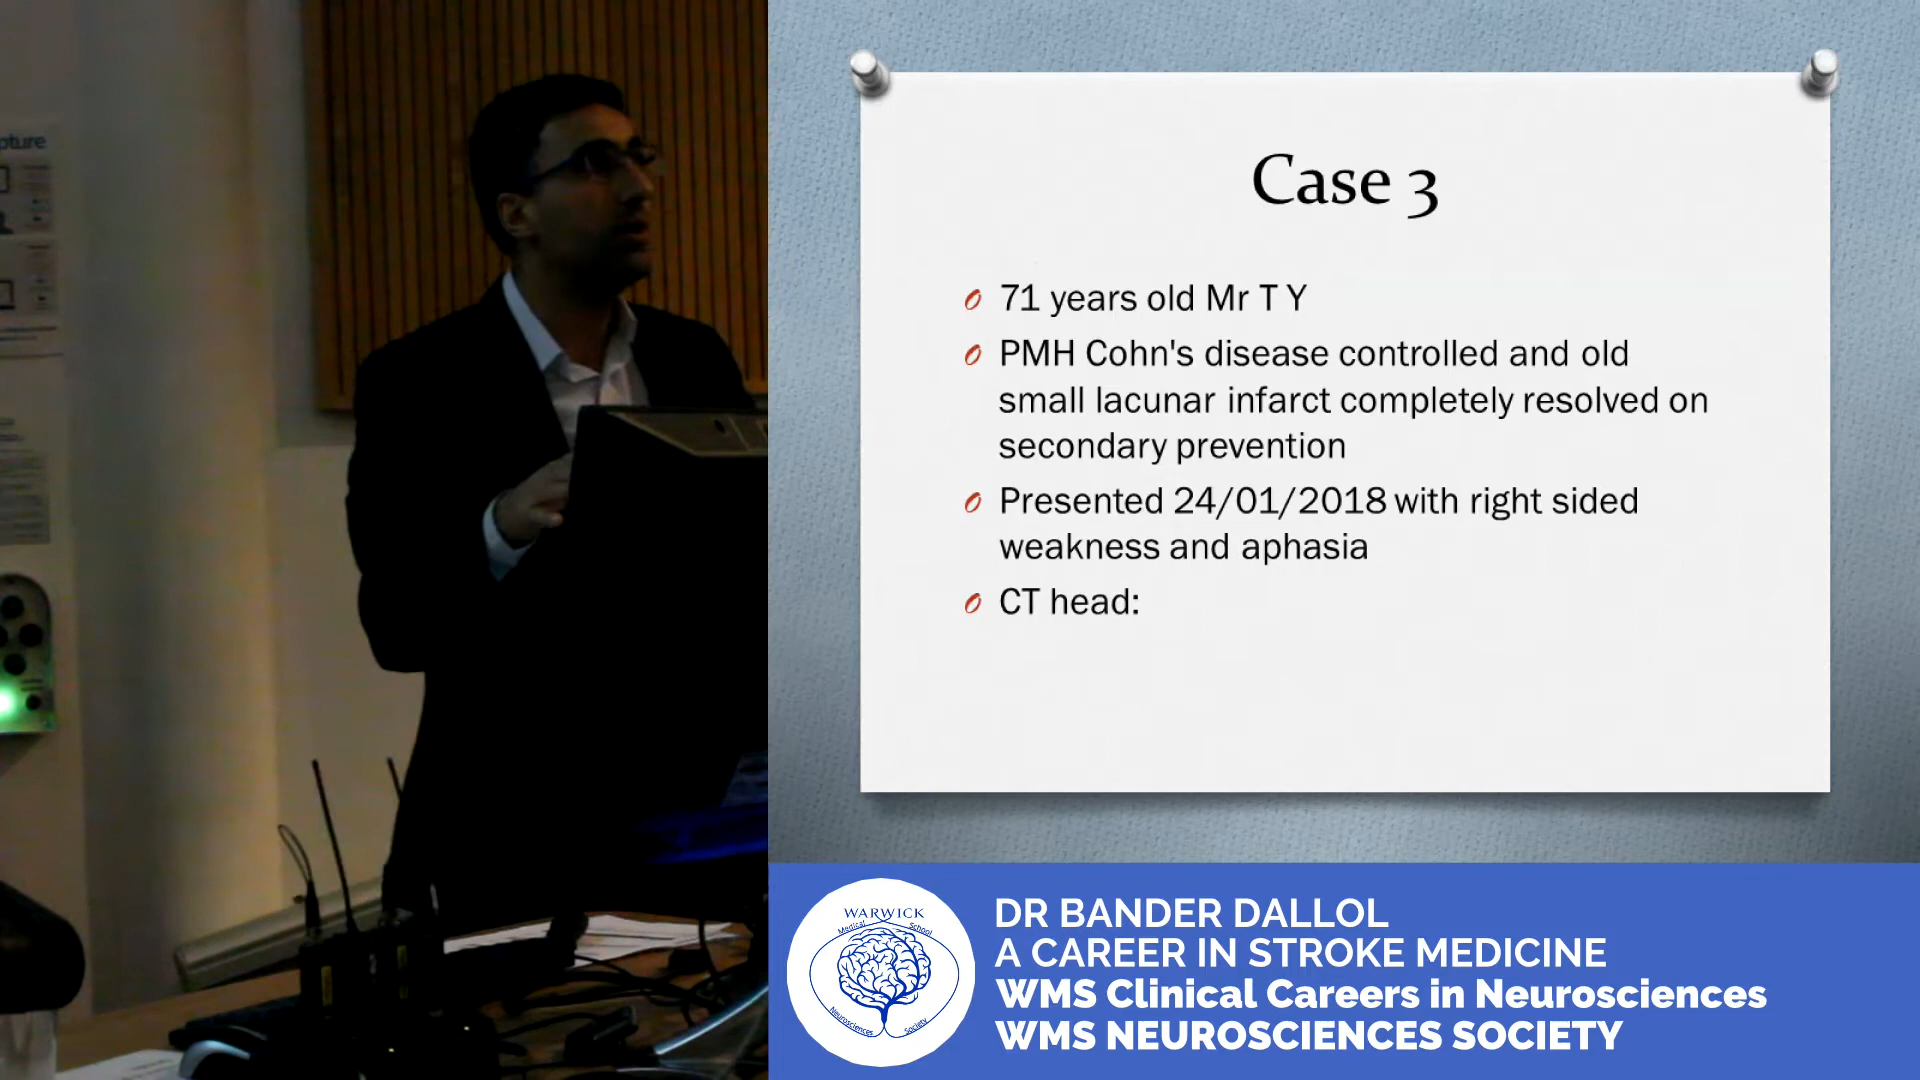 pture
Case 3
71 years old Mr T Y
PMH Cohn's disease controlled and old
small lacunar infarct completely resolved on
secondary prevention
Presented 24/01/2018 with right sided
weakness and aphasia
CT head:
WARWICK
Medical School
Neurosciences Society
DR BANDER DALLOL
A CAREER IN STROKE MEDICINE
WMS Clinical Careers in Neurosciences
WMS NEUROSCIENCES SOCIETY